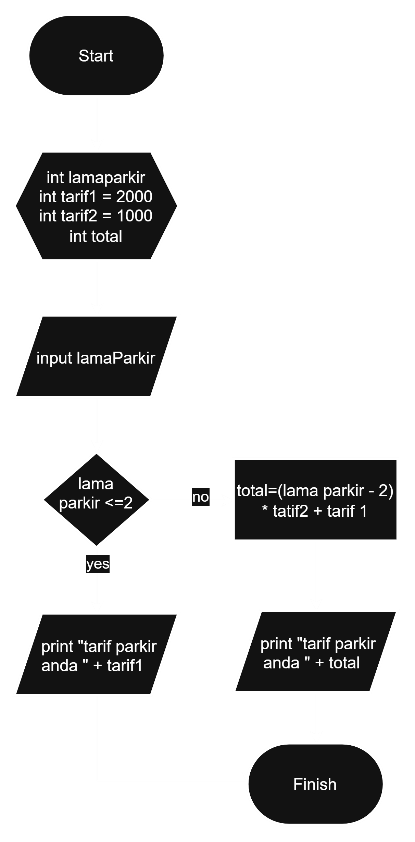 Start
int lamaparkir
int tarif1 = 2000
int tarif2 = 1000
int total
input lamaParkir
lama
parkir <=2
no
total=(lama parkir - 2)
* tatif2 + tarif 1
yes
print "tarif parkir
anda " + tarif1
print "tarif parkir
anda " + total
Finish